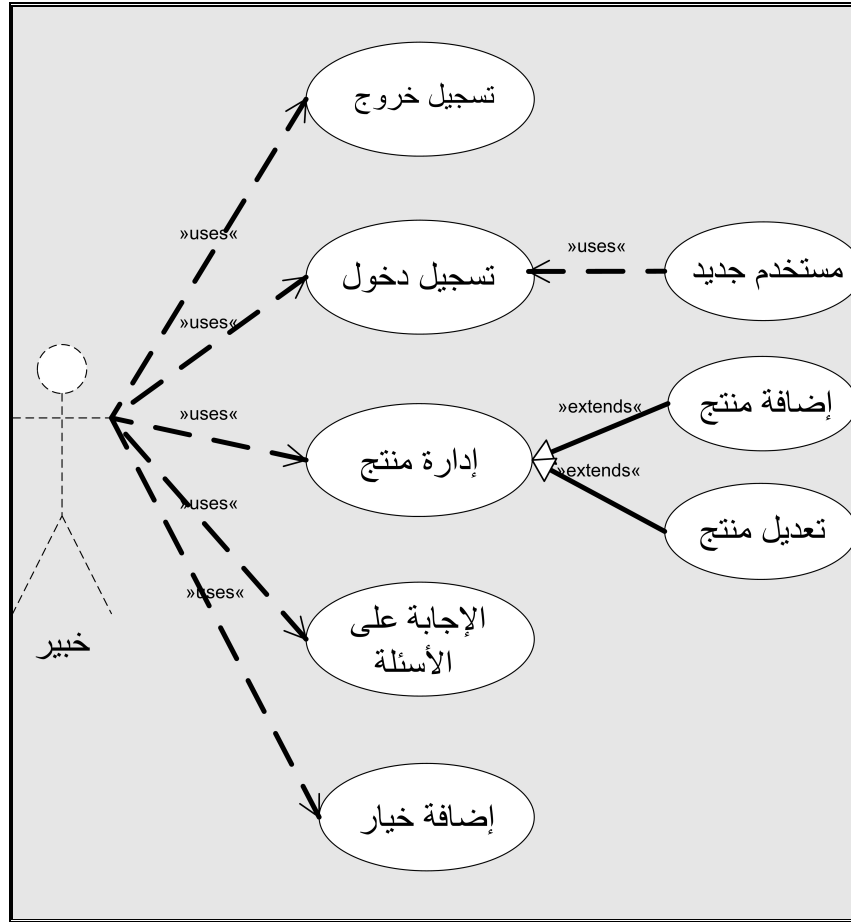 تسجيل خروج
»uses«
تسجيل دخول
»uses«
»uses«
مستخدم جديد
إدارة منتج
»uses«
»extends«
إضافة منتج
»extends«
تعديل منتج
»uses«
الإجابة على
الأسئلة
»uses«
إضافة خيار
خبير